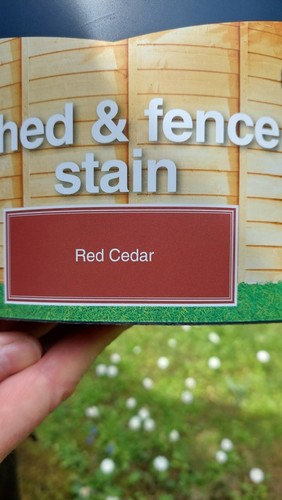 hed & fence
stain
Red Cedar